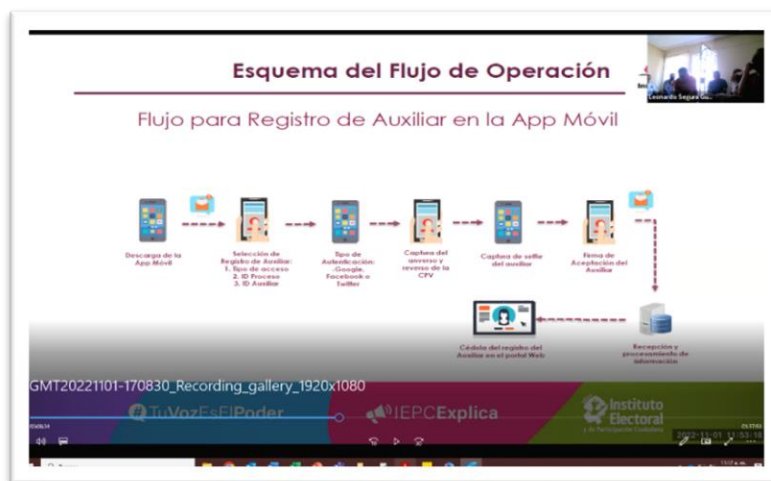 Esquema del Flujo de Operación
Leonardo Segura
Flujo para Registro de Auxiliar en la App Móvil
Descarga de la
App Móvil
Selección de
Registro de Auxiliar:
1. Tipo de acceso
2. ID Proceso
3. ID Auxiliar
Tipo de
Autenticación:
-Google,
Facebook o
Twitter
Captura del
anverso y
reverso de la
CPV
Captura de selfie
del auxiliar
Firma de
Aceptación del
Auxiliar
Cédula del registro del
Auxiliar en el portal Web
Recepción y
procesamiento de
información
GMT20221101-170830_Recording_gallery_1920x1080
#TuVozEsElPoder
IEPCExplica
Instituto
Electoral
y de Participación Ciudadana
2022-11-01 11:53:14